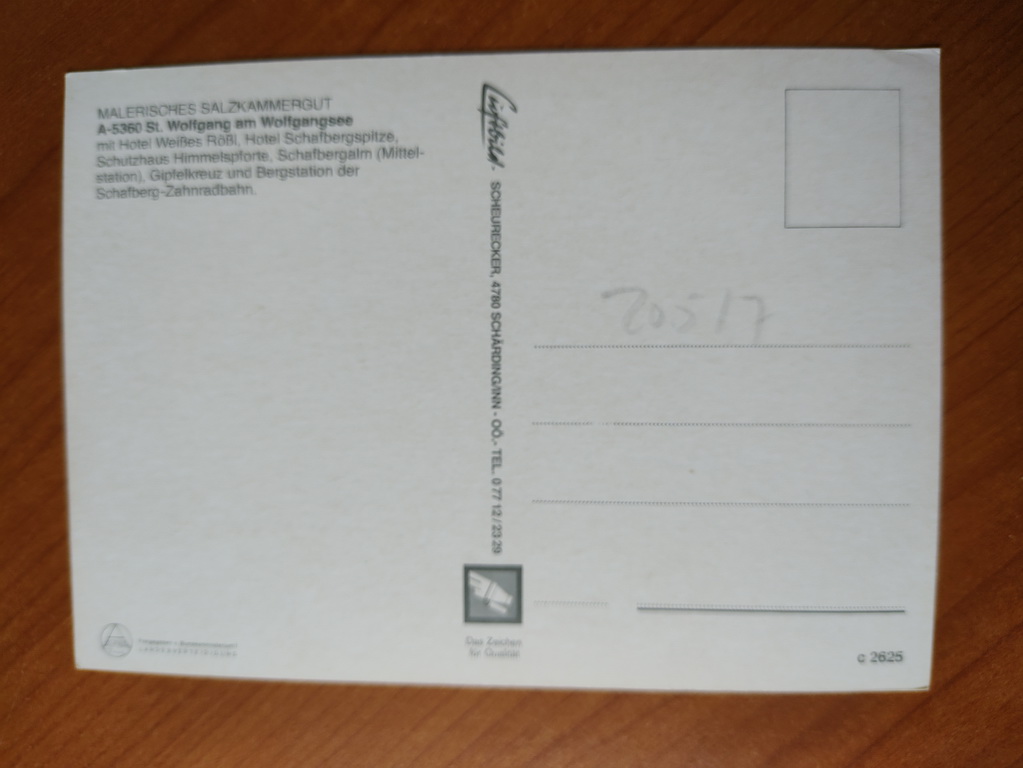 MALERISCHES SALZKAMMERGUT
A-5360 St. Wolfgang am Wolfgangsee
mit Hotel Weißes Rößl, Hotel Schafbergspitze,
Schutzhaus Himmelspforte, Schafbergalm (Mittel-
station), Gipfelkreuz und Bergstation der
Schafberg-Zahnradbahn.
Luftbild. SCHEURECKER, 4780 SCHÄRDING/INN - OÖ.- TEL. 0 77 12 / 23 29
20517
Das Zeichen
für Qualität
c 2625